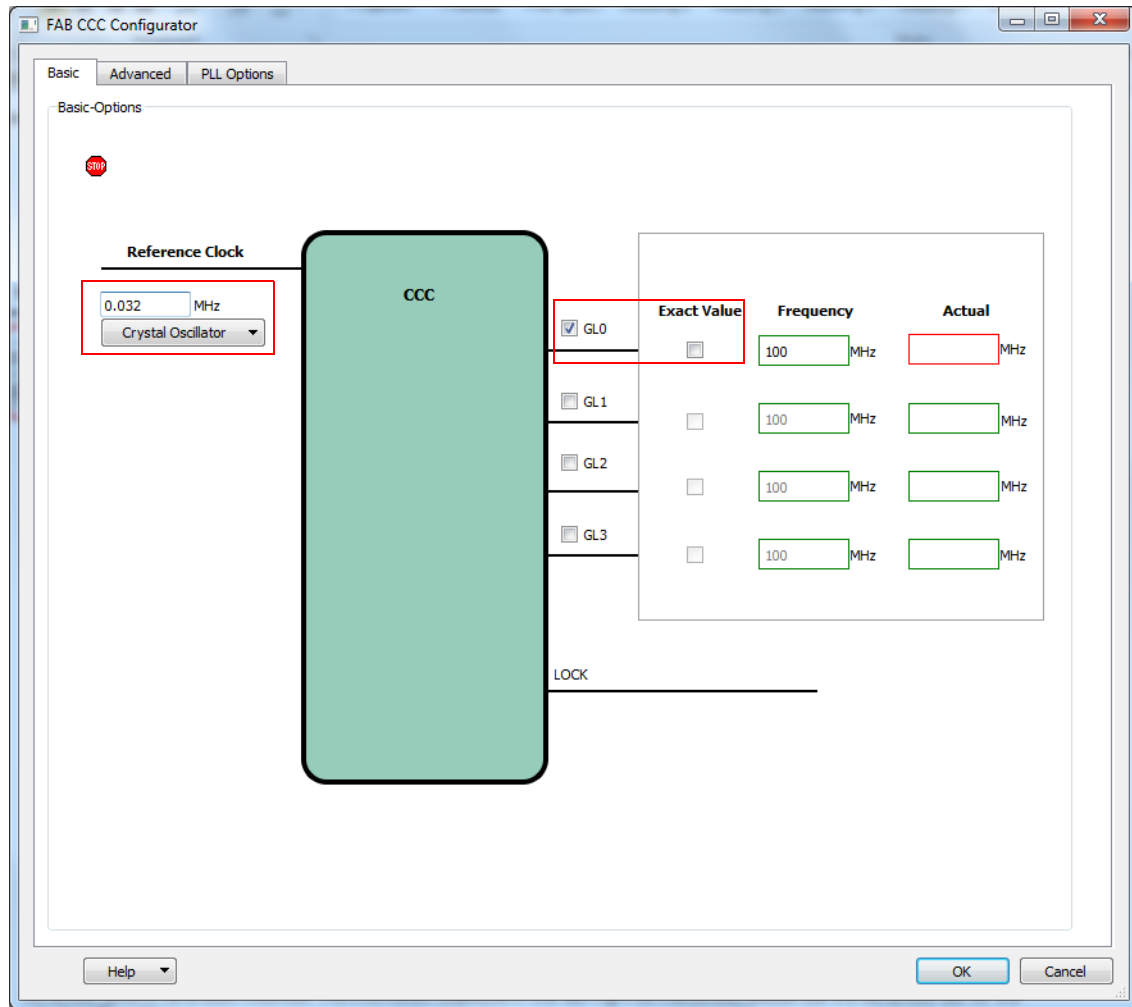 FAB CCC Configurator
Basic Advanced PLL Options
Basic-Options
STOP
Reference Clock
0.032 MHz
Crystal Oscillator
CCC
Exact Value Frequency Actual
GL0
100 MHz MHz
GL1
100 MHz MHz
GL2
100 MHz MHz
GL3
100 MHz MHz
LOCK
Help OK Cancel